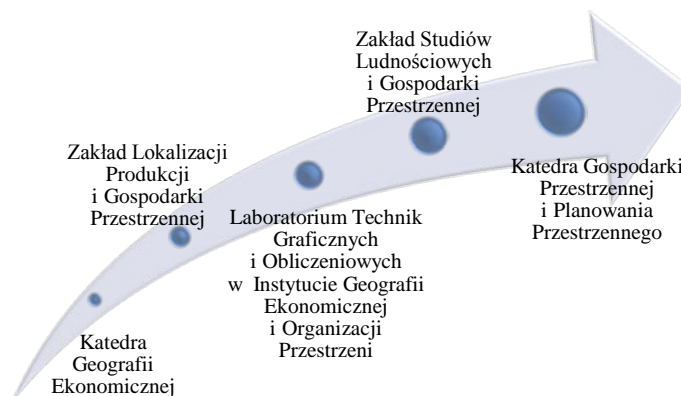 Zakład Studiów
Ludnościowych
i Gospodarki
Przestrzennej
Zakład Lokalizacji
Produkcji
i Gospodarki
Przestrzennej
Katedra Gospodarki
Przestrzennej
i Planowania
Przestrzennego
Laboratorium Technik
Graficznych
i Obliczeniowych
w Instytucie Geografii
Ekonomicznej
i Organizacji
Przestrzeni
Katedra
Geografii
Ekonomicznej